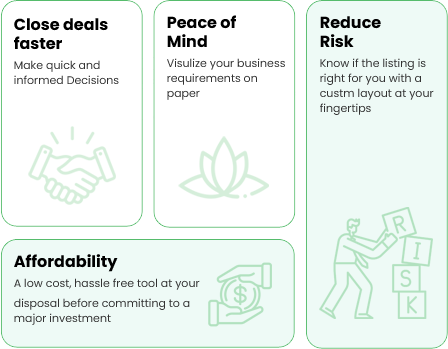 Close deals
faster
Make quick and
informed Decisions
Peace of
Mind
Visulize your business
requirements on
paper
Reduce
Risk
Know if the listing is
right for you with a
custm layout at your
fingertips
R
I
S
K
Affordability
A low cost, hassle free tool at your
disposal before committing to a
major investment
$